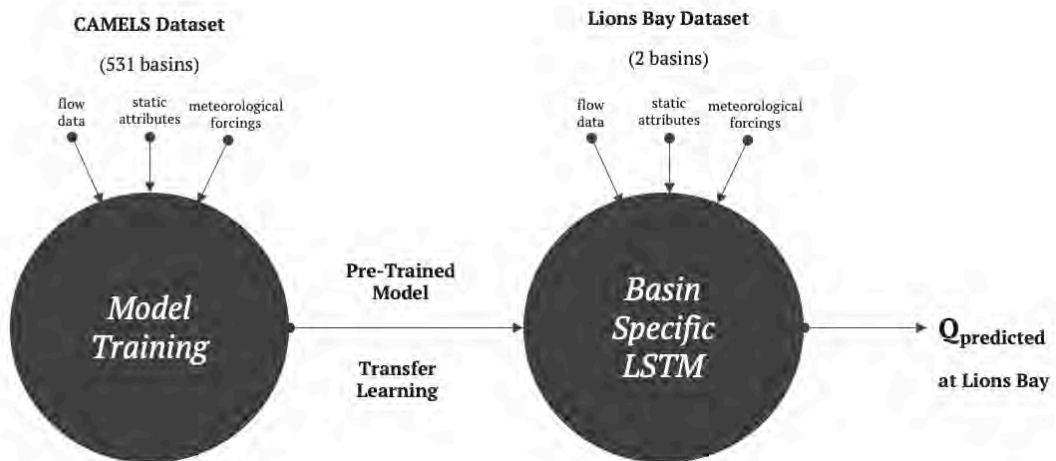 CAMELS Dataset
(531 basins)
flow
data
static
attributes
meteorological
forcings
Model
Training
Pre-Trained
Model
Transfer
Learning
Lions Bay Dataset
(2 basins)
flow
data
static
attributes
meteorological
forcings
Basin
Specific
LSTM
Qpredicted
at Lions Bay